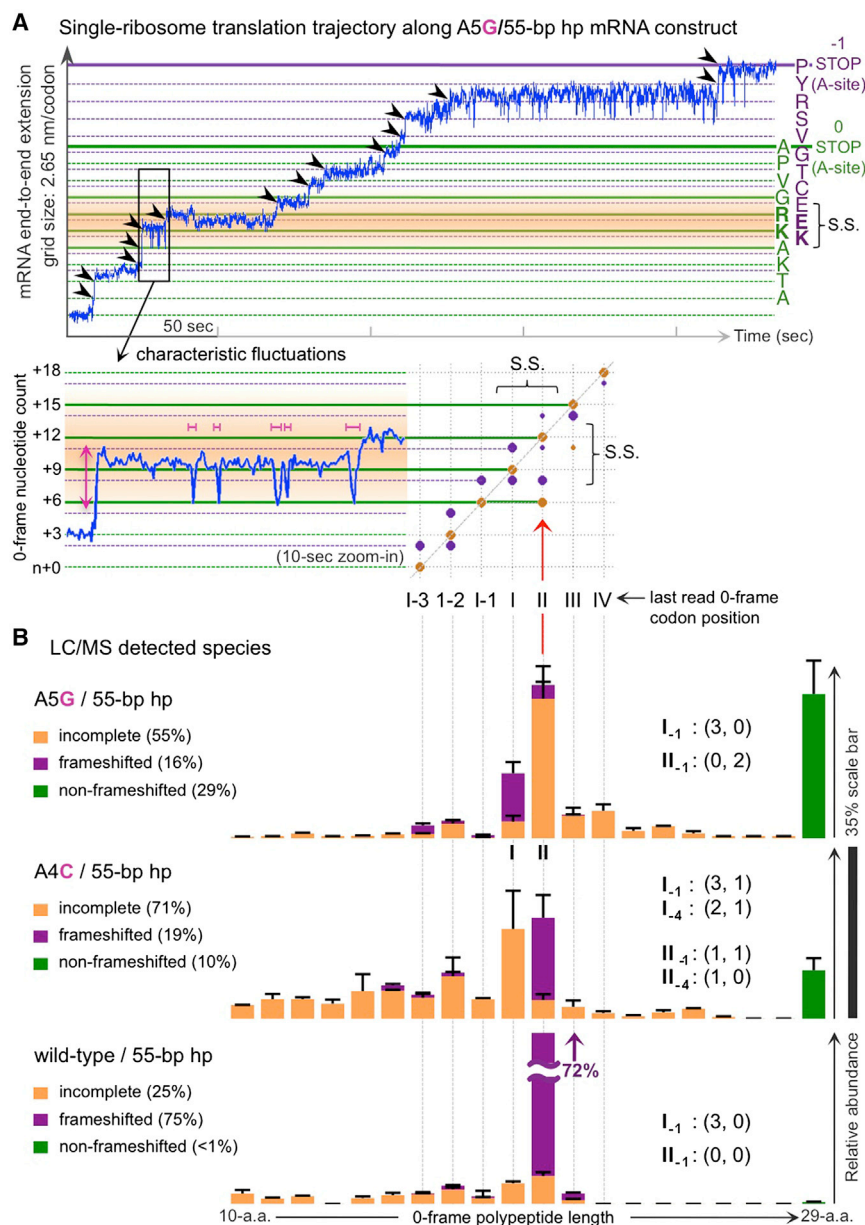 A
Single-ribosome translation trajectory along A5G/55-bp hp mRNA construct
mRNA end-to-end extension
grid size: 2.65 nm/codon
-1
STOP
(A-site)
0
STOP
(A-site)
P
Y
R
S
V
G
T
C
E
E
K
A
P
V
G
R
K
A
K
T
A
S.S.
50 sec
Time (sec)
characteristic fluctuations
0-frame nucleotide count
+18
+15
+12
+9
+6
+3
n+0
(10-sec zoom-in)
S.S.
S.S.
I-3 1-2 I-1 I II III IV
last read 0-frame
codon position
B
LC/MS detected species
A5G / 55-bp hp
incomplete (55%)
frameshifted (16%)
non-frameshifted (29%)
I-1 : (3, 0)
II-1 : (0, 2)
35% scale bar
I II
A4C / 55-bp hp
incomplete (71%)
frameshifted (19%)
non-frameshifted (10%)
I-1 : (3, 1)
I-4 : (2, 1)
II-1 : (1, 1)
II-4 : (1, 0)
wild-type / 55-bp hp
incomplete (25%)
frameshifted (75%)
non-frameshifted (<1%)
72%
I-1 : (3, 0)
II-1 : (0, 0)
Relative abundance
10-a.a. 0-frame polypeptide length 29-a.a.